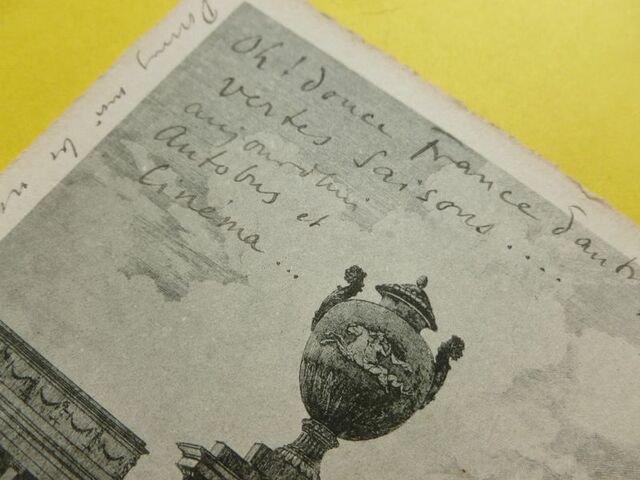 Oh! douce France d'autr
vertes saisons....
aujourd'hui
Autobus et
Cinéma...